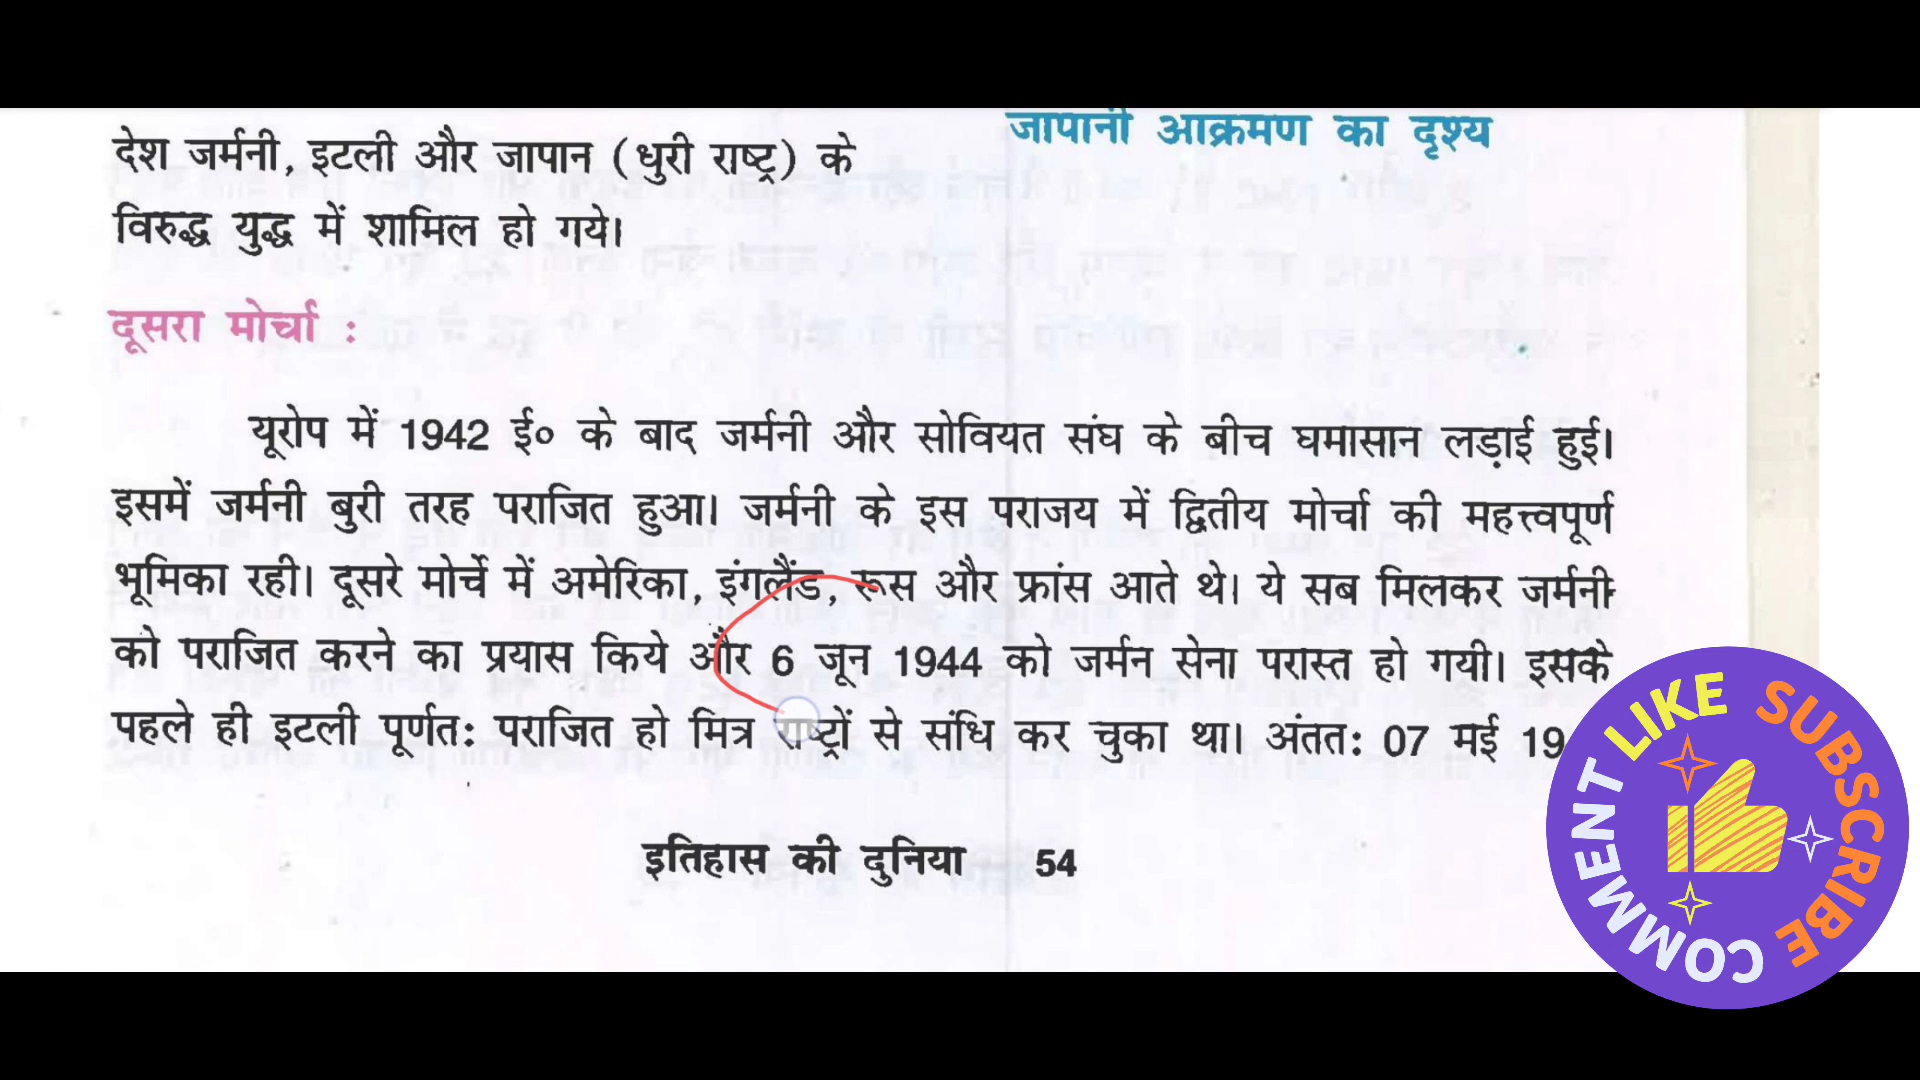 जापानी आक्रमण का दृश्य
देश जर्मनी, इटली और जापान (धुरी राष्ट्र) के
विरुद्ध युद्ध में शामिल हो गये।
दूसरा मोर्चा :
यूरोप में 1942 ई० के बाद जर्मनी और सोवियत संघ के बीच घमासान लड़ाई हुई।
इसमें जर्मनी बुरी तरह पराजित हुआ। जर्मनी के इस पराजय में द्वितीय मोर्चा की महत्त्वपूर्ण
भूमिका रही। दूसरे मोर्चे में अमेरिका, इंगलैंड, रूस और फ्रांस आते थे। ये सब मिलकर जर्मनी
को पराजित करने का प्रयास किये और 6 जून 1944 को जर्मन सेना परास्त हो गयी। इसके
पहले ही इटली पूर्णत: पराजित हो मित्र राष्ट्रों से संधि कर चुका था। अंतत: 07 मई
इतिहास की दुनिया 54
COMMENT LIKE SUBSCRIBE